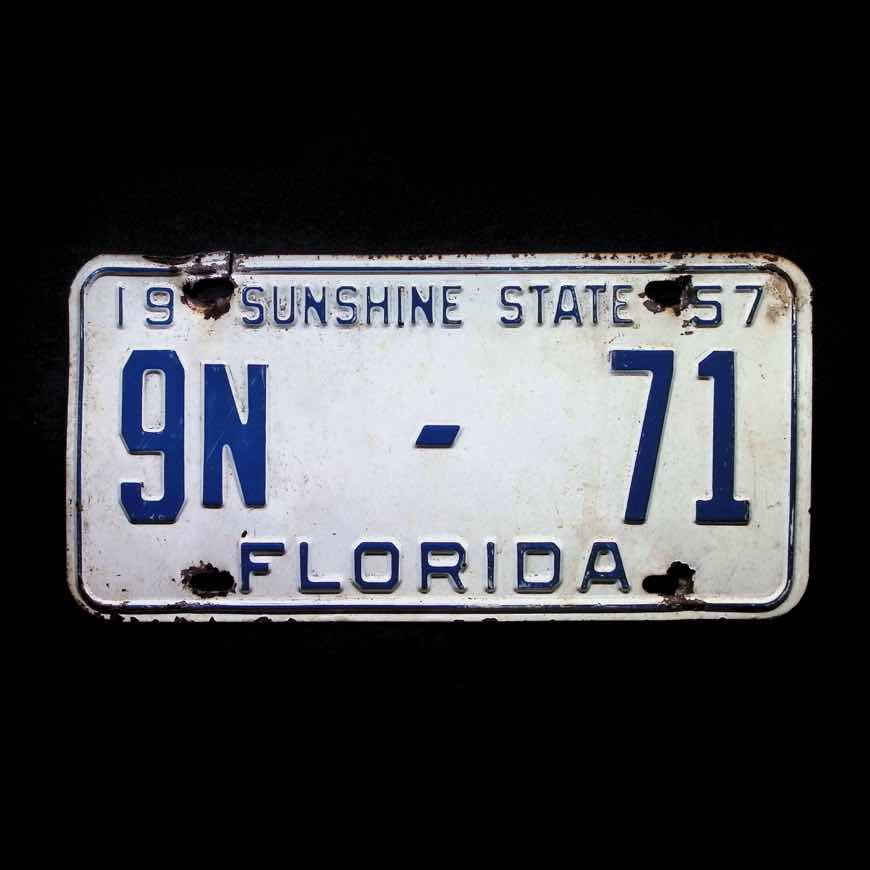 19 SUNSHINE STATE 57
9N - 71
FLORIDA